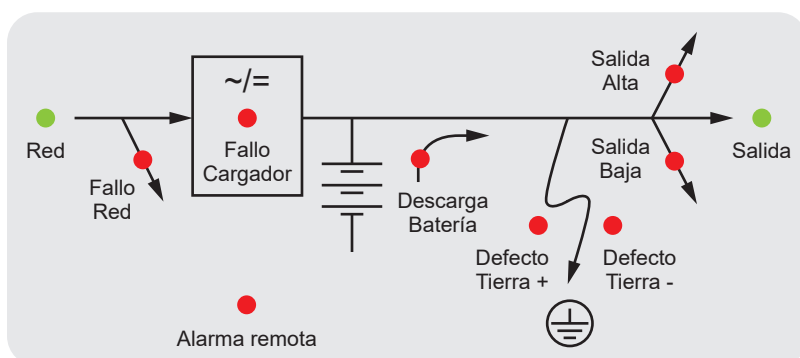 ~/=
Salida
Alta
Red
Fallo
Cargador
Fallo
Red
Salida
Baja
Salida
Descarga
Batería
Defecto
Tierra +
Defecto
Tierra -
Alarma remota